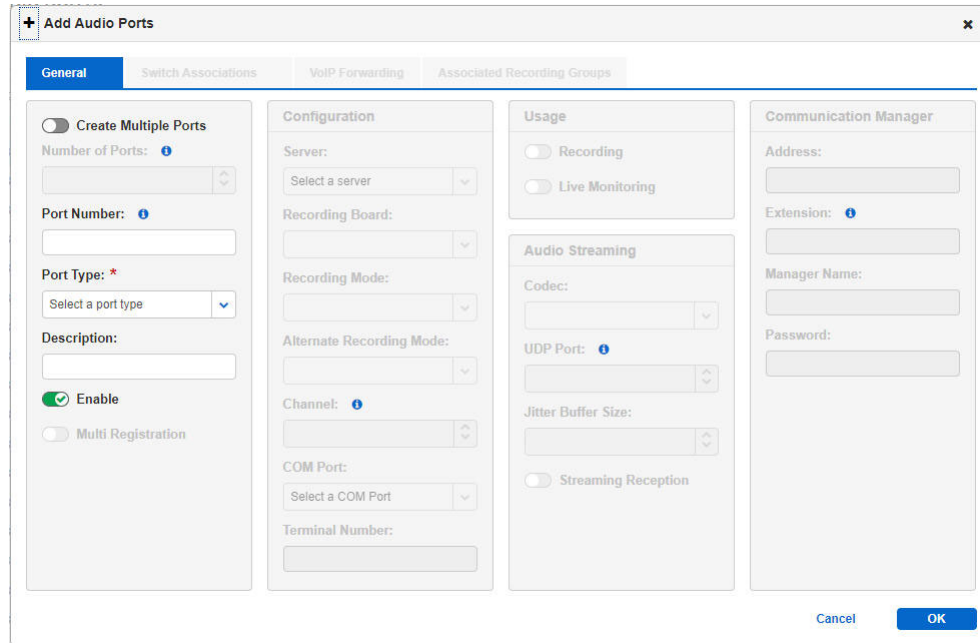 + Add Audio Ports
General Switch Associations VoIP Forwarding Associated Recording Groups
Create Multiple Ports
Number of Ports:
Port Number:
Port Type: *
Select a port type
Description:
Enable
Multi Registration
Configuration
Server:
Select a server
Recording Board:
Recording Mode:
Alternate Recording Mode:
Channel:
COM Port:
Select a COM Port
Terminal Number:
Usage
Recording
Live Monitoring
Audio Streaming
Codec:
UDP Port:
Jitter Buffer Size:
Streaming Reception
Communication Manager
Address:
Extension:
Manager Name:
Password:
Cancel OK